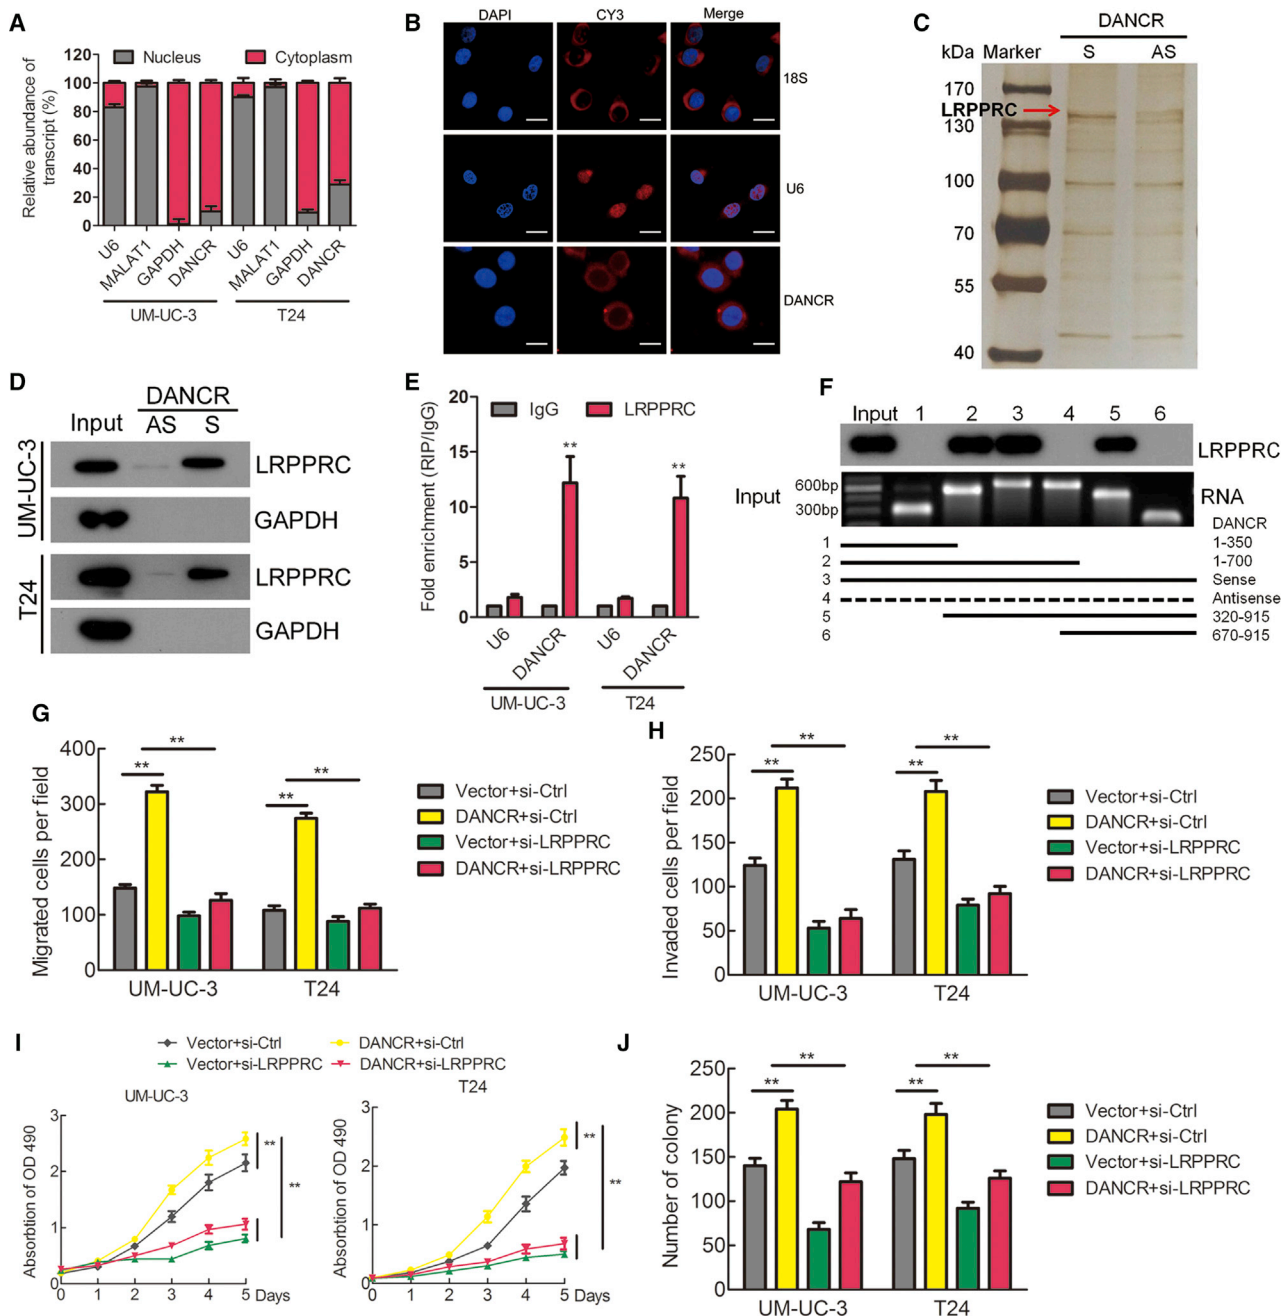 A
Nucleus Cytoplasm
Relative abundance of
transcript (%)
120
100
80
60
40
20
0
U6 MALAT1 GAPDH DANCR U6 MALAT1 GAPDH DANCR
UM-UC-3 T24
B
DAPI CY3 Merge
18S
U6
DANCR
C
DANCR
kDa Marker S AS
170
LRPPRC
130
100
70
55
40
D
DANCR
Input AS S
UM-UC-3
LRPPRC
GAPDH
T24
LRPPRC
GAPDH
E
IgG LRPPRC
Fold enrichment (RIP/IgG)
20
15
10
5
0
** **
U6 DANCR U6 DANCR
UM-UC-3 T24
F
Input 1 2 3 4 5 6
LRPPRC
Input
600bp
300bp
RNA
DANCR
1 1-350
2 1-700
3 Sense
4 Antisense
5 320-915
6 670-915
G
Migrated cells per field
400
300
200
100
0
** ** ** **
UM-UC-3 T24
Vector+si-Ctrl
DANCR+si-Ctrl
Vector+si-LRPPRC
DANCR+si-LRPPRC
H
Invaded cells per field
250
200
150
100
50
0
** ** ** **
UM-UC-3 T24
Vector+si-Ctrl
DANCR+si-Ctrl
Vector+si-LRPPRC
DANCR+si-LRPPRC
I
Vector+si-Ctrl DANCR+si-Ctrl
Vector+si-LRPPRC DANCR+si-LRPPRC
UM-UC-3
Absorption of OD 490
3
2
1
0
** **
0 1 2 3 4 5 Days
T24
Absorbtion of OD 490
3
2
1
0
** **
0 1 2 3 4 5 Days
J
Number of colony
250
200
150
100
50
0
** ** ** **
UM-UC-3 T24
Vector+si-Ctrl
DANCR+si-Ctrl
Vector+si-LRPPRC
DANCR+si-LRPPRC